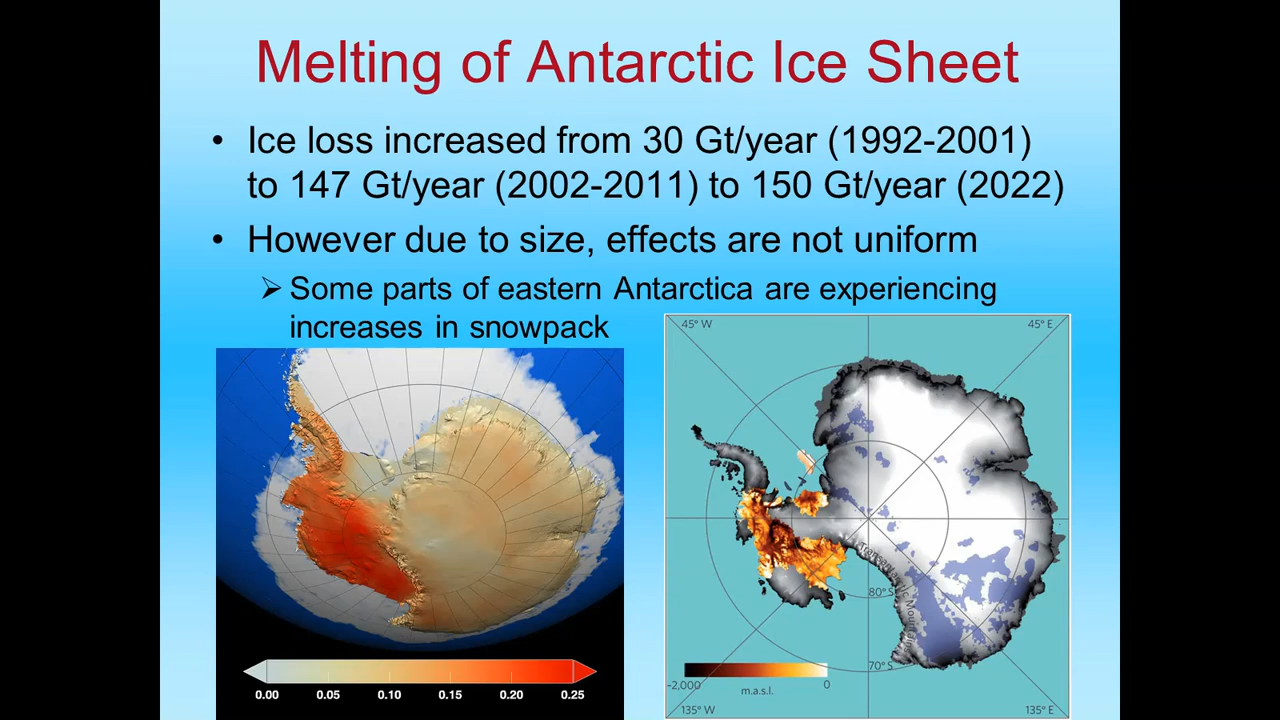 Melting of Antarctic Ice Sheet
• Ice loss increased from 30 Gt/year (1992-2001)
to 147 Gt/year (2002-2011) to 150 Gt/year (2022)
• However due to size, effects are not uniform
➢ Some parts of eastern Antarctica are experiencing
increases in snowpack
0.00 0.05 0.10 0.15 0.20 0.25
45° W 45° E
80° S
70° S
-2,000 0
m.a.s.l.
135° W 135° E